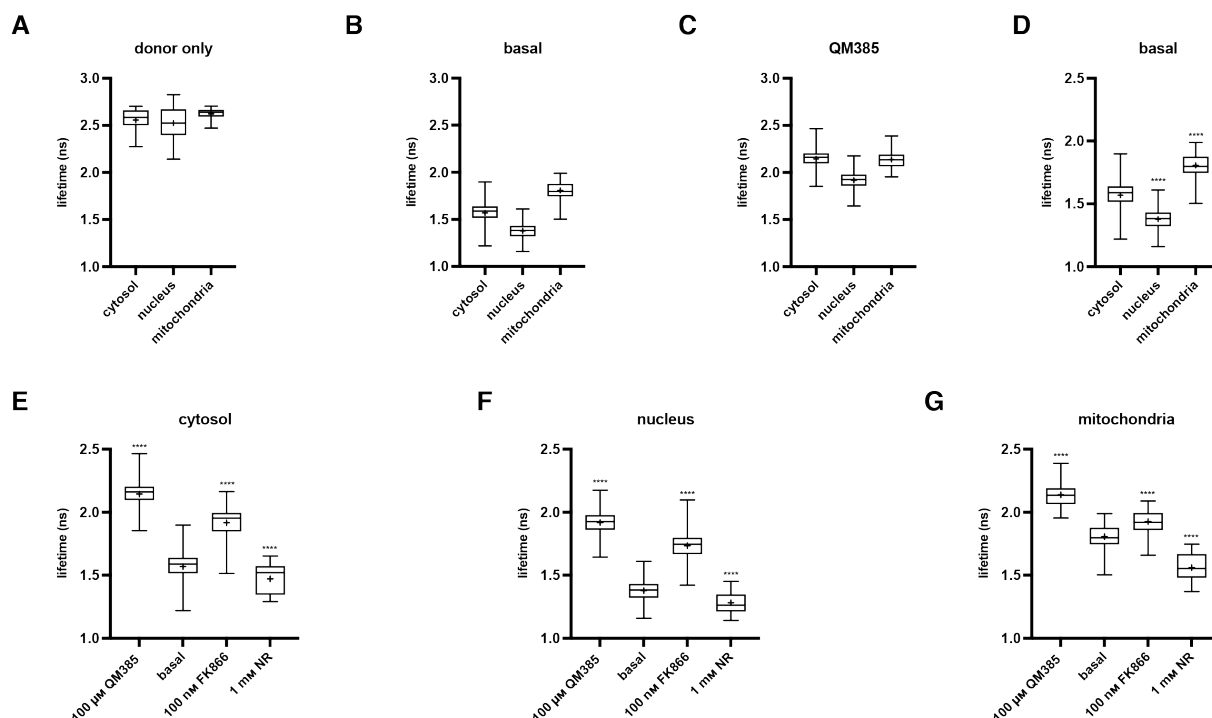 A
donor only
lifetime (ns)
3.0
2.5
2.0
1.5
1.0
cytosol
nucleus
mitochondria
B
basal
lifetime (ns)
3.0
2.5
2.0
1.5
1.0
cytosol
nucleus
mitochondria
C
QM385
lifetime (ns)
3.0
2.5
2.0
1.5
1.0
cytosol
nucleus
mitochondria
D
basal
lifetime (ns)
2.5
2.0
1.5
1.0
****
****
cytosol
nucleus
mitochondria
E
cytosol
lifetime (ns)
2.5
2.0
1.5
1.0
****
****
****
100 µM QM385
basal
100 nM FK866
1 mM NR
F
nucleus
lifetime (ns)
2.5
2.0
1.5
1.0
****
****
****
100 µM QM385
basal
100 nM FK866
1 mM NR
G
mitochondria
lifetime (ns)
2.5
2.0
1.5
1.0
****
****
****
100 µM QM385
basal
100 nM FK866
1 mM NR